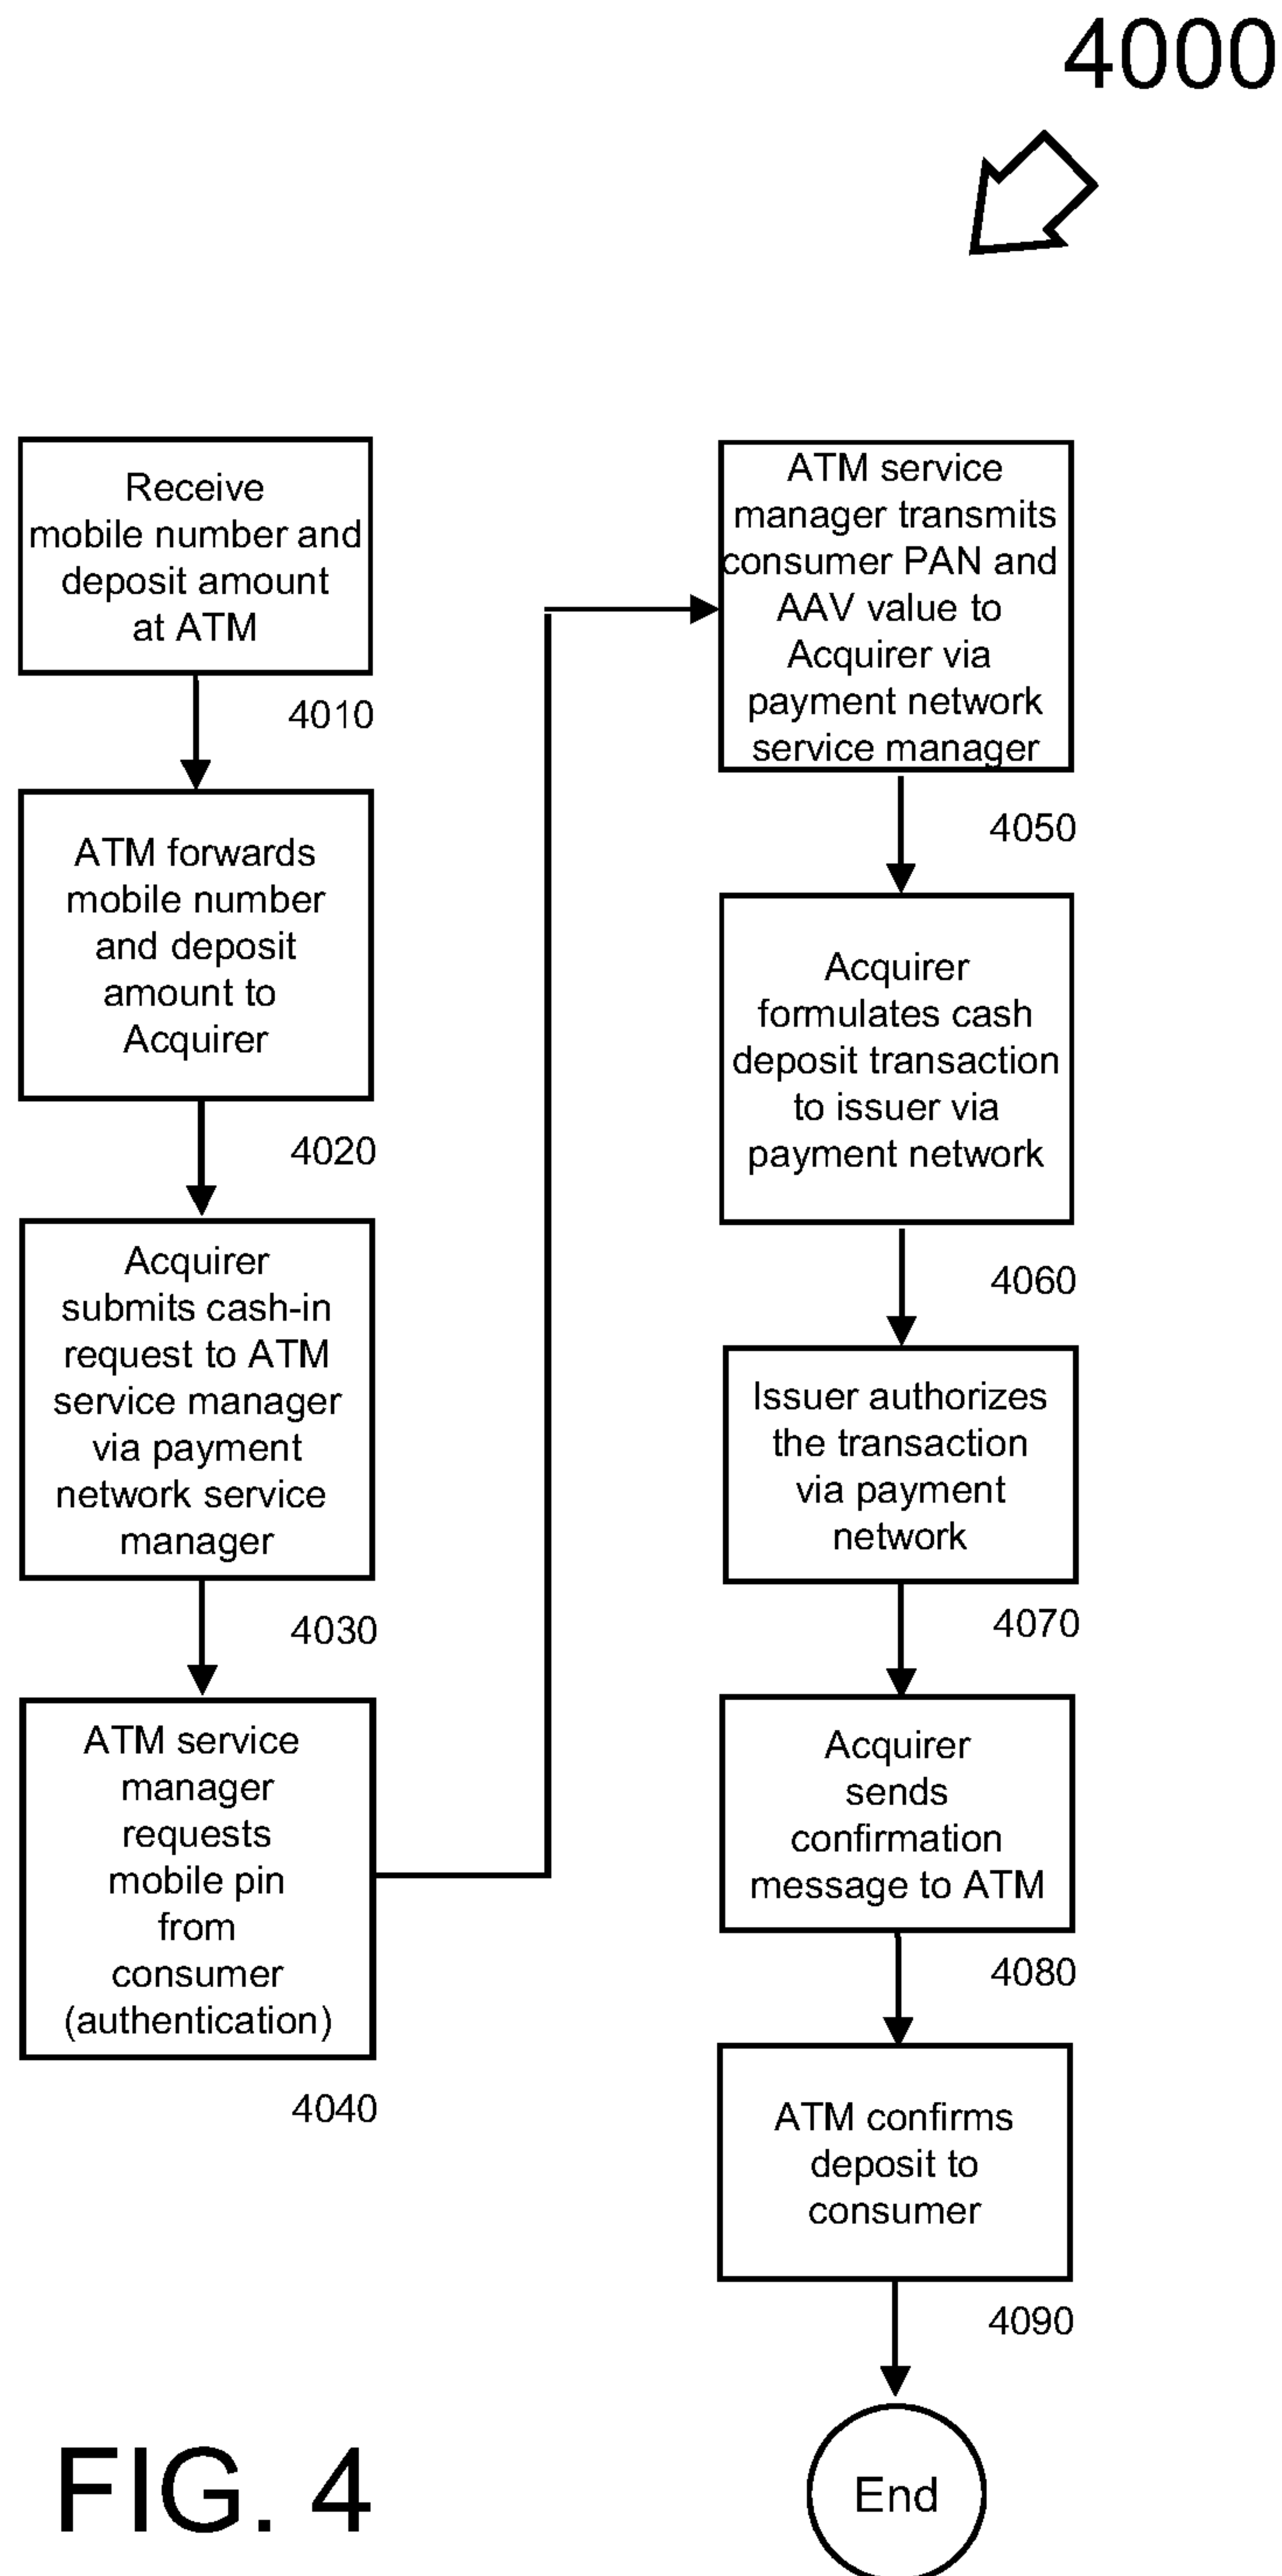 4000
Receive
mobile number and
deposit amount
at ATM
4010
ATM forwards
mobile number
and deposit
amount to
Acquirer
4020
Acquirer
submits cash-in
request to ATM
service manager
via payment
network service
manager
4030
ATM service
manager
requests
mobile pin
from
consumer
(authentication)
4040
ATM service
manager transmits
consumer PAN and
AAV value to
Acquirer via
payment network
service manager
4050
Acquirer
formulates cash
deposit transaction
to issuer via
payment network
4060
Issuer authorizes
the transaction
via payment
network
4070
Acquirer
sends
confirmation
message to ATM
4080
ATM confirms
deposit to
consumer
4090
End
FIG. 4